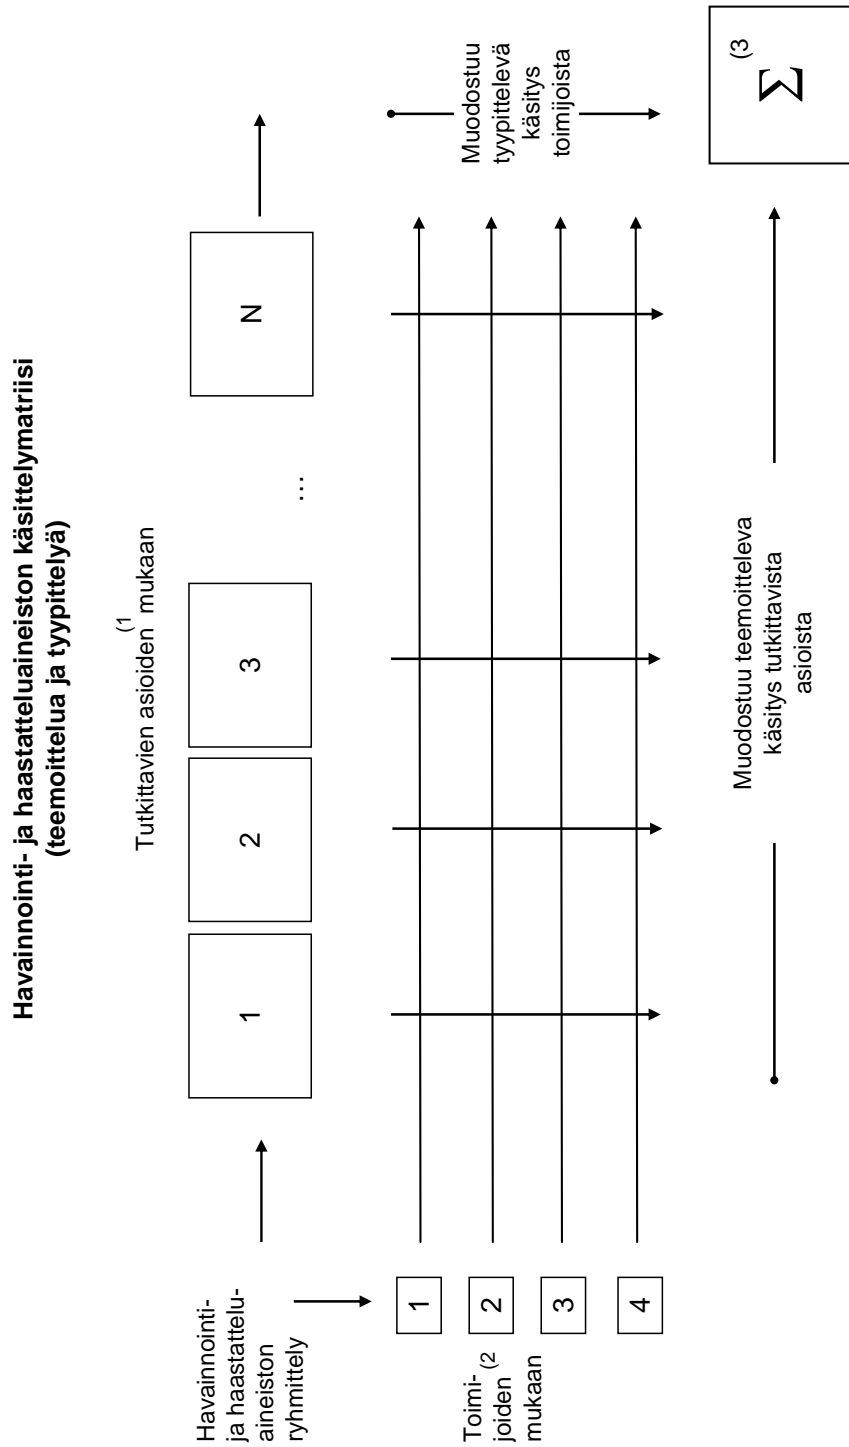 Havainnointi- ja haastatteluaineiston käsittelymatriisi
(teemoittelua ja tyypittelyä)
Tutkittavien asioiden (1 mukaan
Havainnointi-
ja haastattelu-
aineiston
ryhmittely
1
2
3
...
N
Toimi-
joiden (2
mukaan
1
2
3
4
Muodostuu
tyypittelevä
käsitys
toimijoista
Muodostuu teemoitteleva
käsitys tutkittavista
asioista
Σ (3